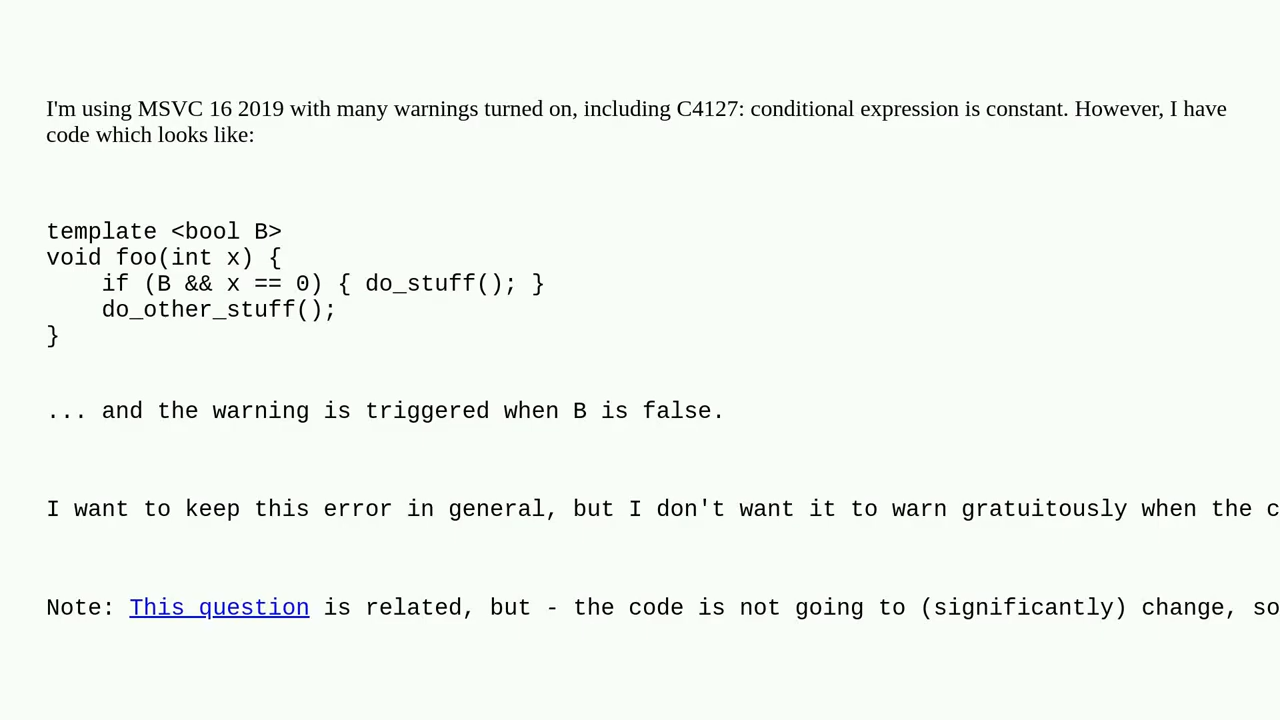 I'm using MSVC 16 2019 with many warnings turned on, including C4127: conditional expression is constant. However, I have
code which looks like:
template <bool B>
void foo(int x) {
    if (B && x == 0) { do_stuff(); }
    do_other_stuff();
}
... and the warning is triggered when B is false.
I want to keep this error in general, but I don't want it to warn gratuitously when the
Note: This question is related, but - the code is not going to (significantly) change, so